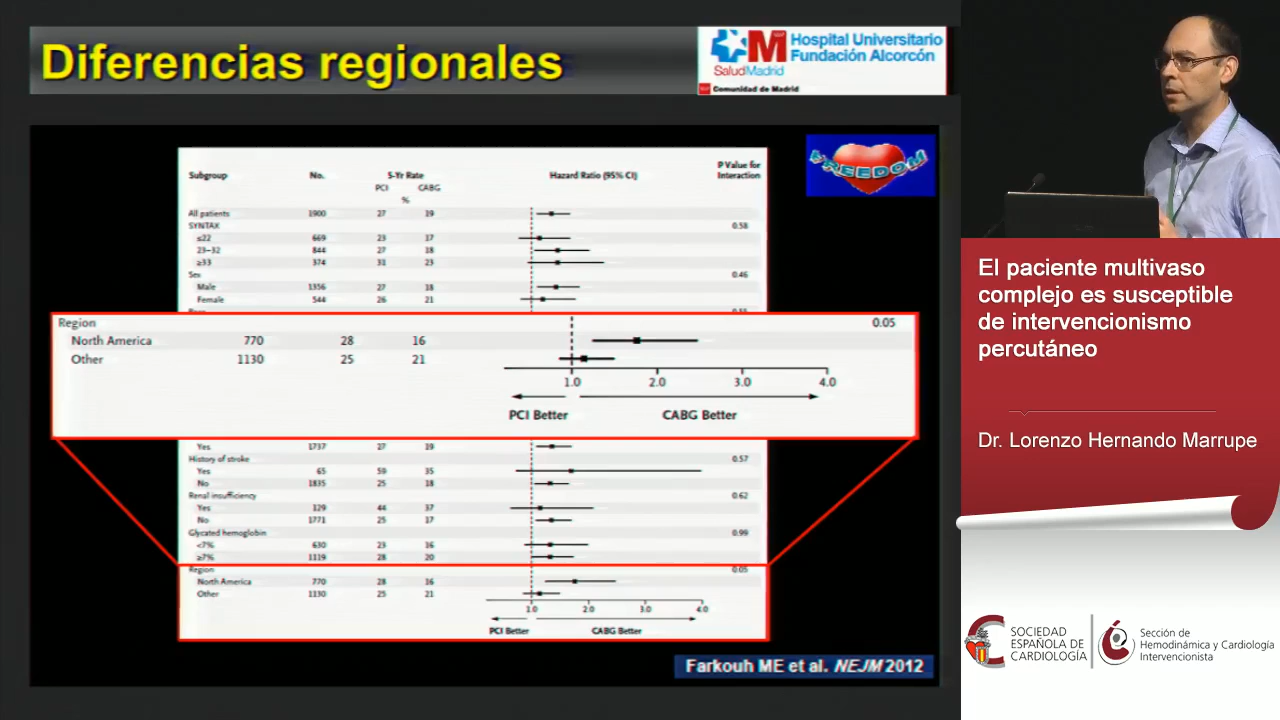 Diferencias regionales
SaludMadrid
Hospital Universitario
Fundación Alcorcón
Comunidad de Madrid
FREEDOM
Subgroup No. 5-Yr Rate Hazard Ratio (95% CI) P Value for Interaction
PCI CABG
%
All patients 1900 27 19
SYNTAX 0.58
≤22 669 23 17
23–32 844 27 18
≥33 374 31 23
Sex 0.46
Male 1356 27 18
Female 544 26 21
Region 0.05
North America 770 28 16
Other 1130 25 21
1.0 2.0 3.0 4.0
PCI Better CABG Better
Yes 1737 27 19
History of stroke 0.57
Yes 65 59 35
No 1835 25 18
Renal insufficiency 0.62
Yes 129 44 37
No 1771 25 17
Glycated hemoglobin 0.99
<7% 630 23 16
≥7% 1119 28 20
Region 0.05
North America 770 28 16
Other 1130 25 21
1.0 2.0 3.0 4.0
PCI Better CABG Better
Farkouh ME et al. NEJM 2012
El paciente multivaso
complejo es susceptible
de intervencionismo
percutáneo
Dr. Lorenzo Hernando Marrupe
SOCIEDAD
ESPAÑOLA DE
CARDIOLOGÍA
Sección de
Hemodinámica y Cardiología
Intervencionista